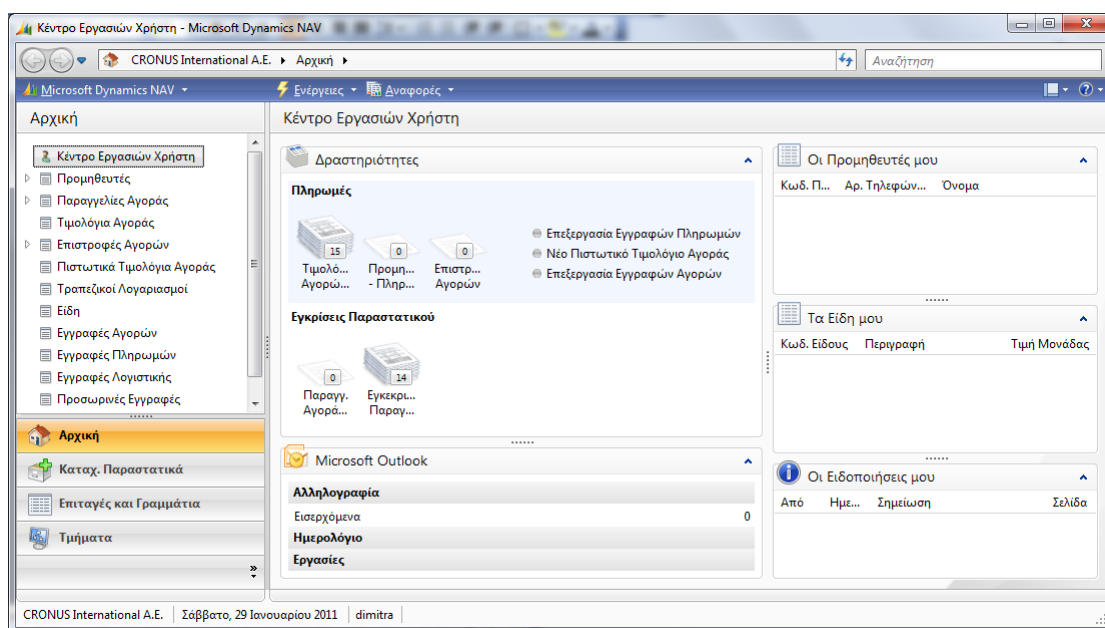 Κέντρο Εργασιών Χρήστη - Microsoft Dynamics NAV
CRONUS International A.E. Αρχική
Αναζήτηση
Microsoft Dynamics NAV
Ενέργειες Αναφορές
Αρχική
Κέντρο Εργασιών Χρήστη
Προμηθευτές
Παραγγελίες Αγοράς
Τιμολόγια Αγοράς
Επιστροφές Αγορών
Πιστωτικά Τιμολόγια Αγοράς
Τραπεζικοί Λογαριασμοί
Είδη
Εγγραφές Αγορών
Εγγραφές Πληρωμών
Εγγραφές Λογιστικής
Προσωρινές Εγγραφές
Αρχική
Καταχ. Παραστατικά
Επιταγές και Γραμμάτια
Τμήματα
Κέντρο Εργασιών Χρήστη
Δραστηριότητες
Πληρωμές
15 0 0
Τιμολό... Προμη... Επιστρ...
Αγορώ... - Πληρ... Αγορών
Επεξεργασία Εγγραφών Πληρωμών
Νέο Πιστωτικό Τιμολόγιο Αγοράς
Επεξεργασία Εγγραφών Αγορών
Εγκρίσεις Παραστατικού
0 14
Παραγγ. Εγκεκρι...
Αγορά... Παραγ...
Microsoft Outlook
Αλληλογραφία
Εισερχόμενα 0
Ημερολόγιο
Εργασίες
Οι Προμηθευτές μου
Κωδ. Π... Αρ. Τηλεφών... Όνομα
Τα Είδη μου
Κωδ. Είδους Περιγραφή Τιμή Μονάδας
Οι Ειδοποιήσεις μου
Από Ημε... Σημείωση Σελίδα
CRONUS International A.E. Σάββατο, 29 Ιανουαρίου 2011 dimitra